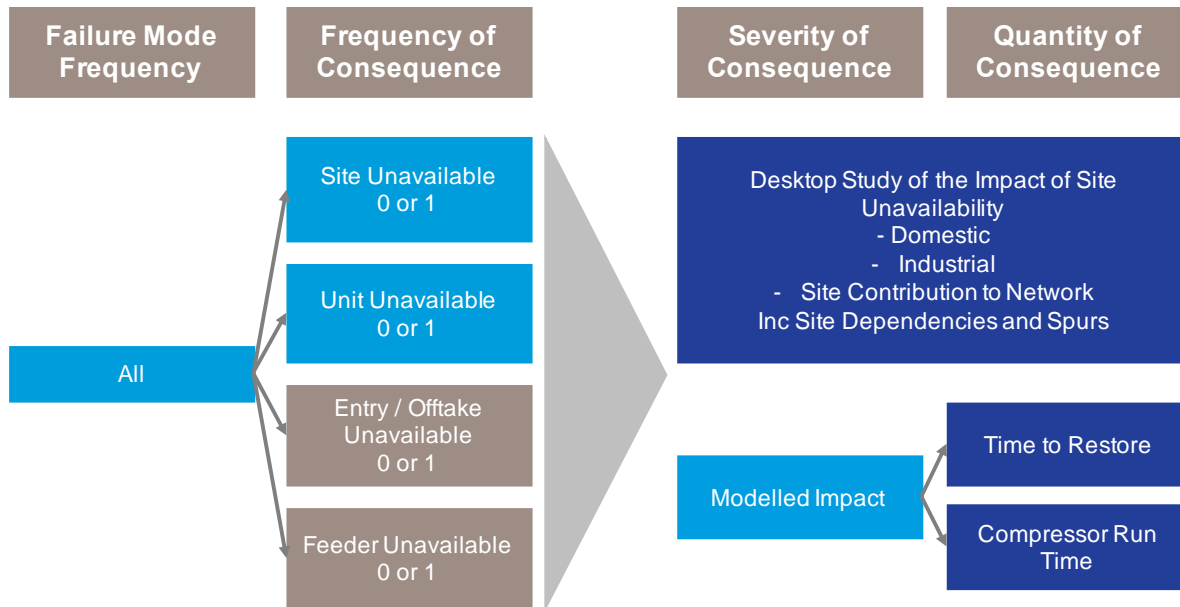 Failure Mode
Frequency
Frequency of
Consequence
Severity of
Consequence
Quantity of
Consequence
All
Site Unavailable
0 or 1
Unit Unavailable
0 or 1
Entry / Offtake
Unavailable
0 or 1
Feeder Unavailable
0 or 1
Desktop Study of the Impact of Site
Unavailability
- Domestic
- Industrial
- Site Contribution to Network
Inc Site Dependencies and Spurs
Modelled Impact
Time to Restore
Compressor Run
Time